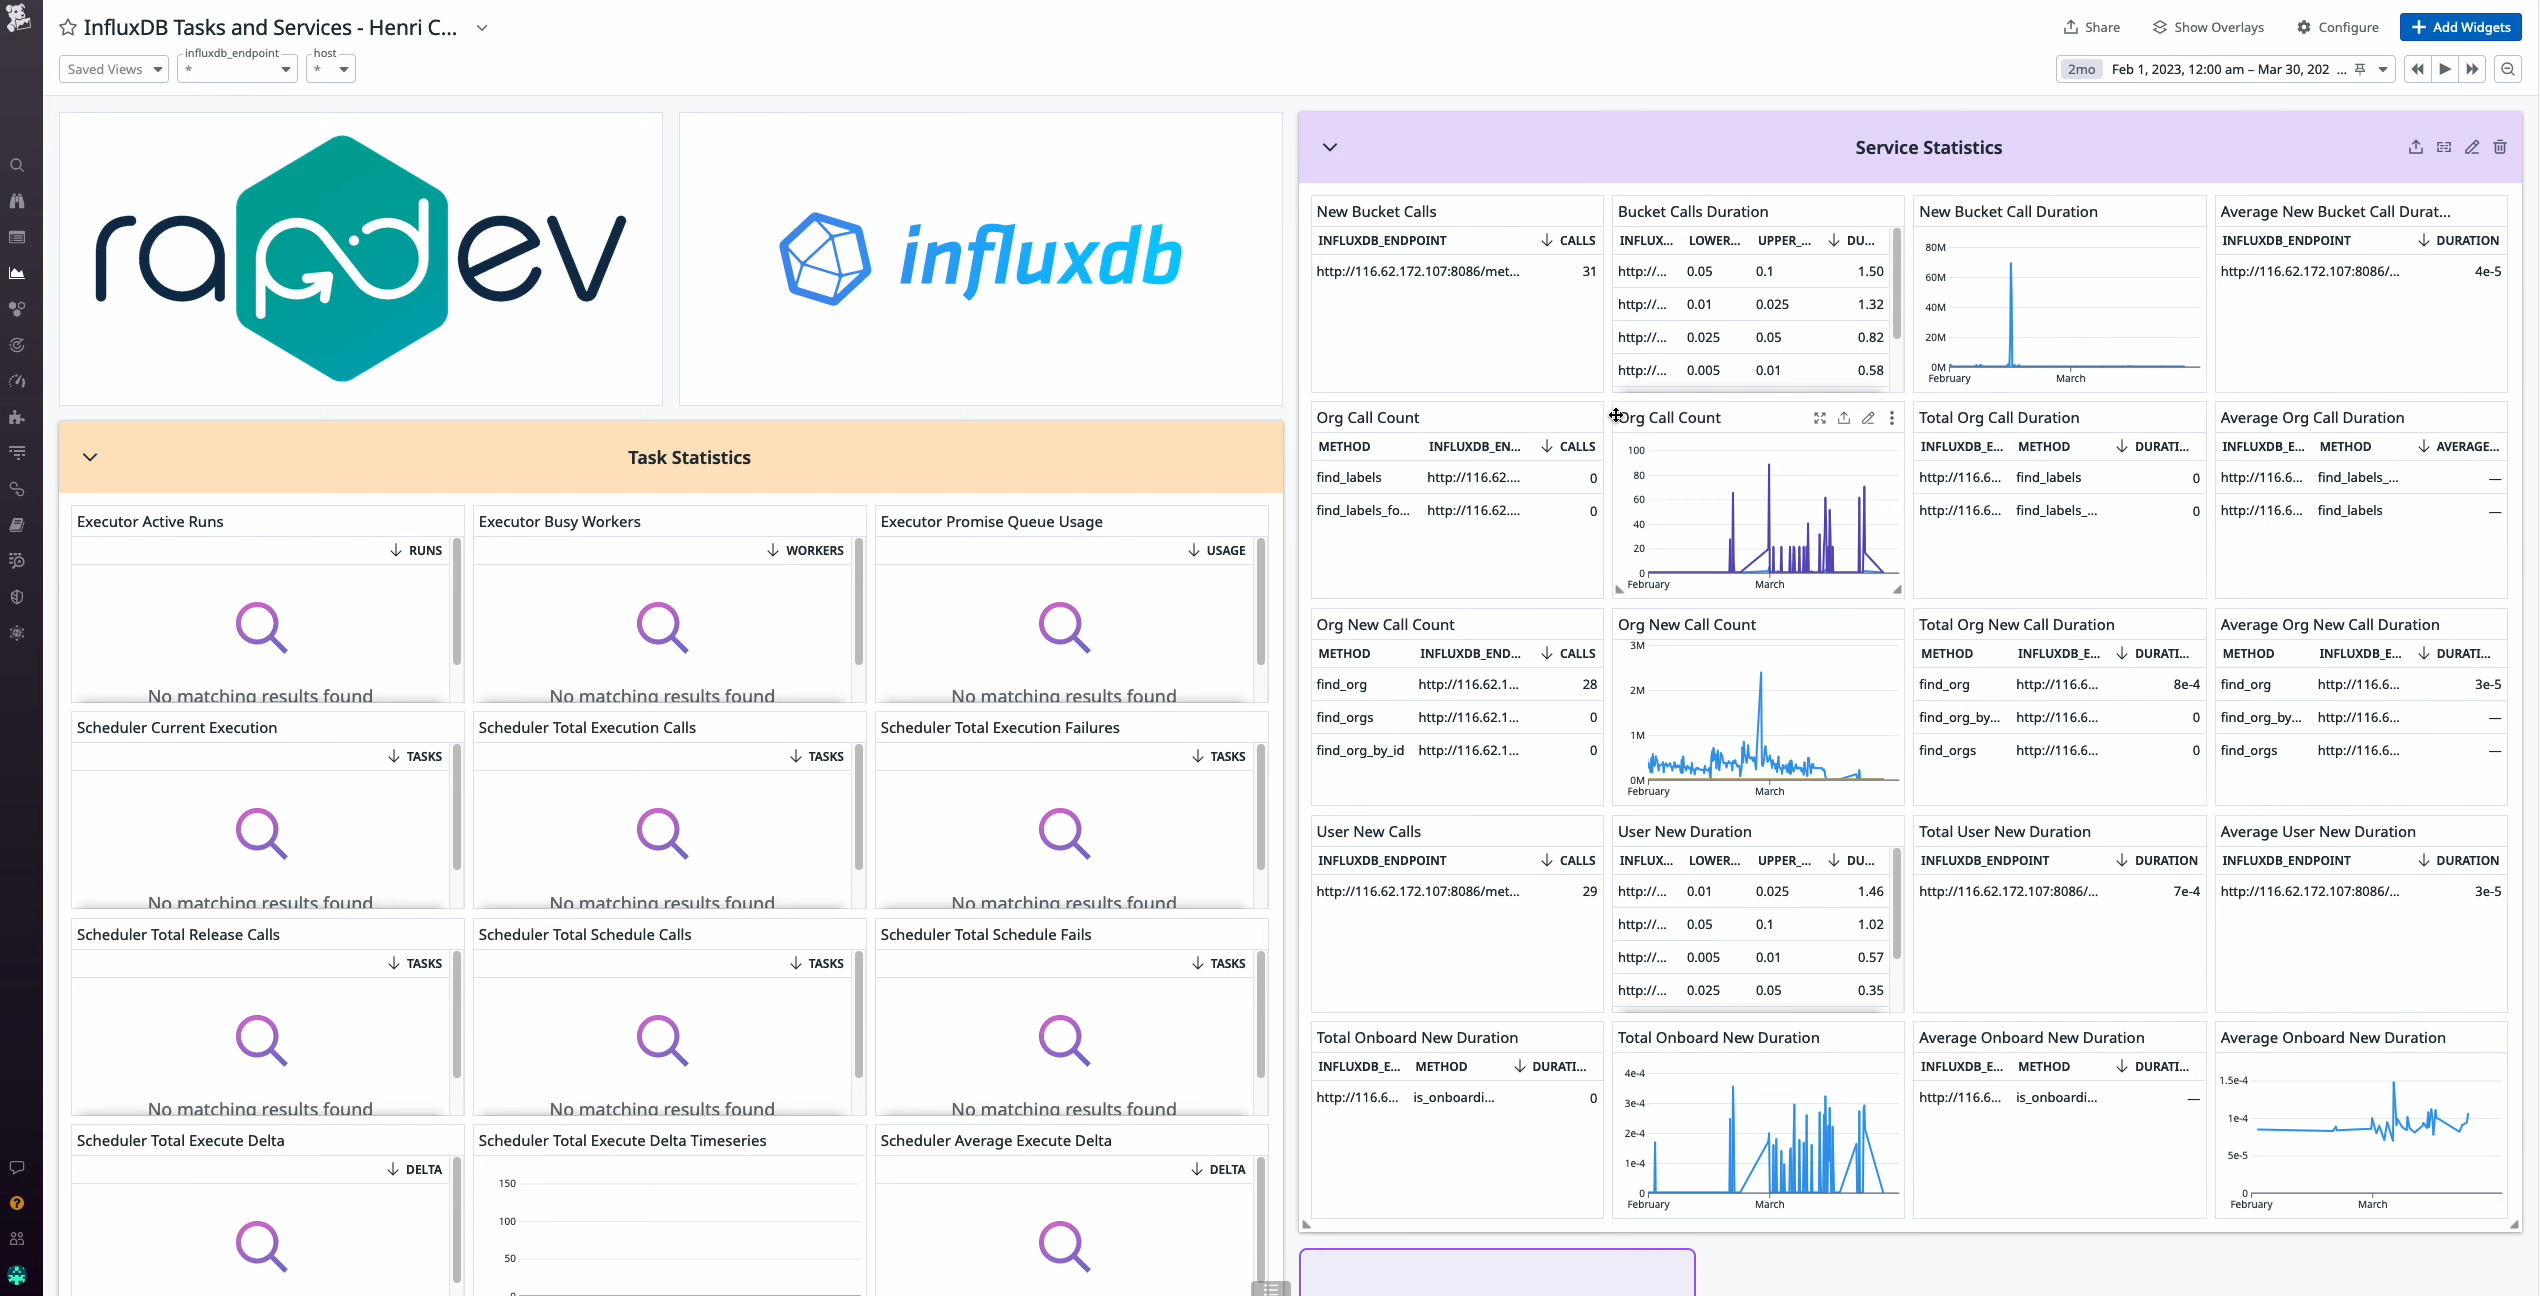 InfluxDB Tasks and Services - Henri C...
Share
Show Overlays
Configure
Add Widgets
Saved Views
influxdb_endpoint
*
host
*
2mo Feb 1, 2023, 12:00 am – Mar 30, 202 ...
rapdev
influxdb
Task Statistics
Executor Active Runs
RUNS
No matching results found
Executor Busy Workers
WORKERS
No matching results found
Executor Promise Queue Usage
USAGE
No matching results found
Scheduler Current Execution
TASKS
No matching results found
Scheduler Total Execution Calls
TASKS
No matching results found
Scheduler Total Execution Failures
TASKS
No matching results found
Scheduler Total Release Calls
TASKS
No matching results found
Scheduler Total Schedule Calls
TASKS
No matching results found
Scheduler Total Schedule Fails
TASKS
No matching results found
Scheduler Total Execute Delta
DELTA
Scheduler Total Execute Delta Timeseries
150
100
50
0
Scheduler Average Execute Delta
DELTA
Service Statistics
New Bucket Calls
INFLUXDB_ENDPOINT CALLS
http://116.62.172.107:8086/met... 31
Bucket Calls Duration
INFLUX... LOWER... UPPER_... DU...
http://... 0.05 0.1 1.50
http://... 0.01 0.025 1.32
http://... 0.025 0.05 0.82
http://... 0.005 0.01 0.58
New Bucket Call Duration
80M
60M
40M
20M
0M
February March
Average New Bucket Call Durat...
INFLUXDB_ENDPOINT DURATION
http://116.62.172.107:8086/... 4e-5
Org Call Count
METHOD INFLUXDB_EN... CALLS
find_labels http://116.62.... 0
find_labels_fo... http://116.62.... 0
Org Call Count
100
80
60
40
20
0
February March
Total Org Call Duration
INFLUXDB_E... METHOD DURATI...
http://116.6... find_labels 0
http://116.6... find_labels_... 0
Average Org Call Duration
INFLUXDB_E... METHOD AVERAGE...
http://116.6... find_labels_... —
http://116.6... find_labels —
Org New Call Count
METHOD INFLUXDB_END... CALLS
find_org http://116.62.1... 28
find_orgs http://116.62.1... 0
find_org_by_id http://116.62.1... 0
Org New Call Count
3M
2M
1M
0M
February March
Total Org New Call Duration
METHOD INFLUXDB_E... DURATI...
find_org http://116.6... 8e-4
find_org_by... http://116.6... 0
find_orgs http://116.6... 0
Average Org New Call Duration
METHOD INFLUXDB_E... DURATI...
find_org http://116.6... 3e-5
find_org_by... http://116.6... —
find_orgs http://116.6... —
User New Calls
INFLUXDB_ENDPOINT CALLS
http://116.62.172.107:8086/met... 29
User New Duration
INFLUX... LOWER... UPPER_... DU...
http://... 0.01 0.025 1.46
http://... 0.05 0.1 1.02
http://... 0.005 0.01 0.57
http://... 0.025 0.05 0.35
Total User New Duration
INFLUXDB_ENDPOINT DURATION
http://116.62.172.107:8086/... 7e-4
Average User New Duration
INFLUXDB_ENDPOINT DURATION
http://116.62.172.107:8086/... 3e-5
Total Onboard New Duration
INFLUXDB_E... METHOD DURATI...
http://116.6... is_onboardi... 0
Total Onboard New Duration
4e-4
3e-4
2e-4
1e-4
0
February March
Average Onboard New Duration
INFLUXDB_E... METHOD DURATI...
http://116.6... is_onboardi... —
Average Onboard New Duration
1.5e-4
1e-4
5e-5
0
February March